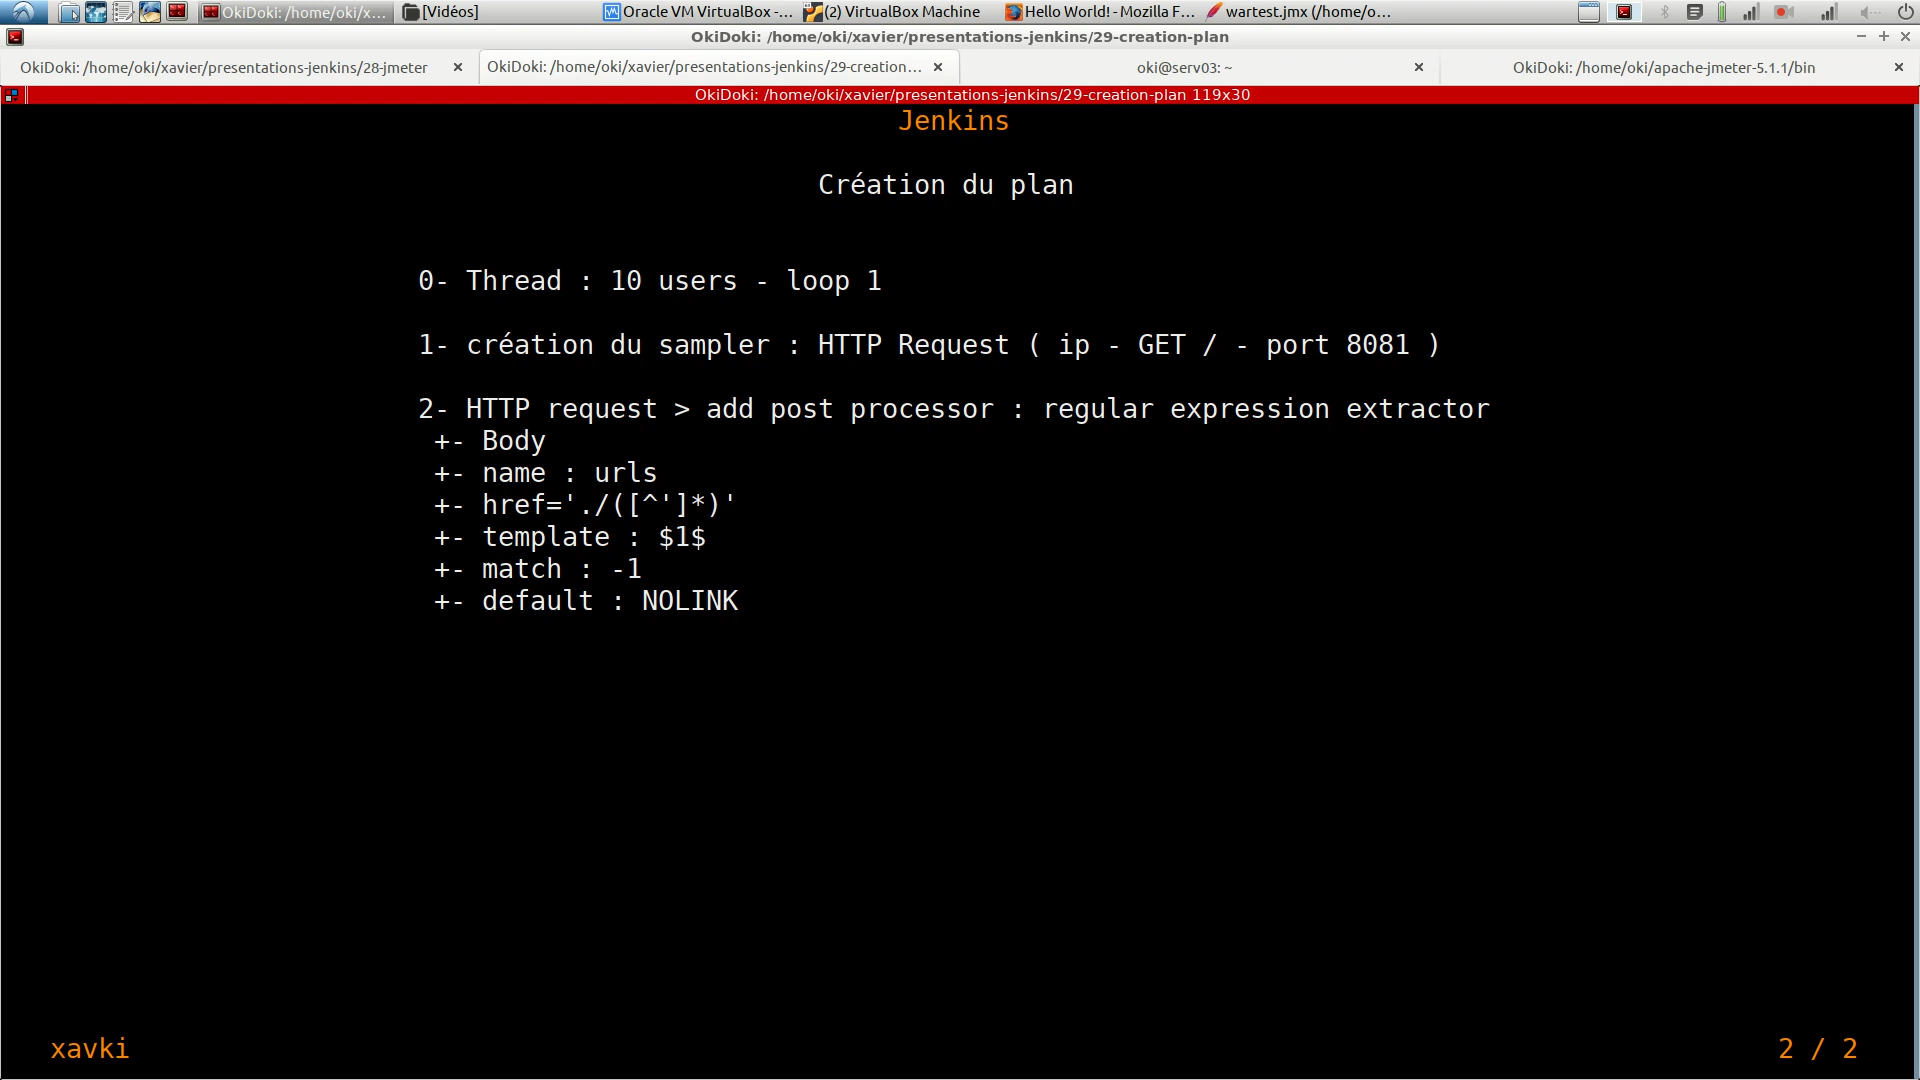 OkiDoki: /home/oki/x...
[Vidéos]
Oracle VM VirtualBox -...
(2) VirtualBox Machine
Hello World! - Mozilla F...
wartest.jmx (/home/o...
OkiDoki: /home/oki/xavier/presentations-jenkins/29-creation-plan
OkiDoki: /home/oki/xavier/presentations-jenkins/28-jmeter
OkiDoki: /home/oki/xavier/presentations-jenkins/29-creation...
oki@serv03: ~
OkiDoki: /home/oki/apache-jmeter-5.1.1/bin
OkiDoki: /home/oki/xavier/presentations-jenkins/29-creation-plan 119x30
Jenkins
Création du plan
0- Thread : 10 users - loop 1
1- création du sampler : HTTP Request ( ip - GET / - port 8081 )
2- HTTP request > add post processor : regular expression extractor
+- Body
+- name : urls
+- href='./([^']*)'
+- template : $1$
+- match : -1
+- default : NOLINK
xavki
2 / 2